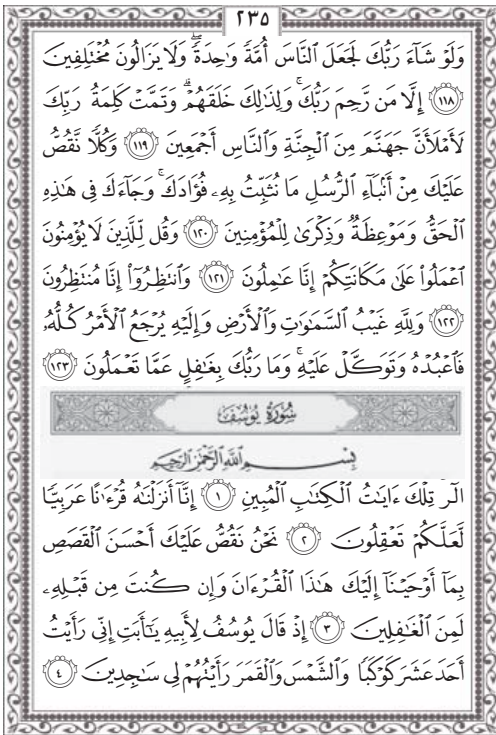 ٢٣٥
وَلَوْ شَآءَ رَبُّكَ لَجَعَلَ ٱلنَّاسَ أُمَّةً وَٰحِدَةً ۖ وَلَا يَزَالُونَ مُخْتَلِفِينَ
﴿١١٨﴾ إِلَّا مَن رَّحِمَ رَبُّكَ ۚ وَلِذَٰلِكَ خَلَقَهُمْ ۗ وَتَمَّتْ كَلِمَةُ رَبِّكَ
لَأَمْلَأَنَّ جَهَنَّمَ مِنَ ٱلْجِنَّةِ وَٱلنَّاسِ أَجْمَعِينَ ﴿١١٩﴾ وَكُلًّا نَّقُصُّ
عَلَيْكَ مِنْ أَنۢبَآءِ ٱلرُّسُلِ مَا نُثَبِّتُ بِهِۦ فُؤَادَكَ ۚ وَجَآءَكَ فِى هَٰذِهِ
ٱلْحَقُّ وَمَوْعِظَةٌ وَذِكْرَىٰ لِلْمُؤْمِنِينَ ﴿١٢٠﴾ وَقُل لِّلَّذِينَ لَا يُؤْمِنُونَ
ٱعْمَلُوا۟ عَلَىٰ مَكَانَتِكُمْ إِنَّا عَٰمِلُونَ ﴿١٢١﴾ وَٱنتَظِرُوٓا۟ إِنَّا مُنتَظِرُونَ
﴿١٢٢﴾ وَلِلَّهِ غَيْبُ ٱلسَّمَٰوَٰتِ وَٱلْأَرْضِ وَإِلَيْهِ يُرْجَعُ ٱلْأَمْرُ كُلُّهُۥ
فَٱعْبُدْهُ وَتَوَكَّلْ عَلَيْهِ ۚ وَمَا رَبُّكَ بِغَٰفِلٍ عَمَّا تَعْمَلُونَ ﴿١٢٣﴾
سُورَةُ يُوسُفَ
بِسْمِ ٱللَّهِ ٱلرَّحْمَٰنِ ٱلرَّحِيمِ
الٓر ۚ تِلْكَ ءَايَٰتُ ٱلْكِتَٰبِ ٱلْمُبِينِ ﴿١﴾ إِنَّآ أَنزَلْنَٰهُ قُرْءَٰنًا عَرَبِيًّا
لَّعَلَّكُمْ تَعْقِلُونَ ﴿٢﴾ نَحْنُ نَقُصُّ عَلَيْكَ أَحْسَنَ ٱلْقَصَصِ
بِمَآ أَوْحَيْنَآ إِلَيْكَ هَٰذَا ٱلْقُرْءَانَ وَإِن كُنتَ مِن قَبْلِهِۦ
لَمِنَ ٱلْغَٰفِلِينَ ﴿٣﴾ إِذْ قَالَ يُوسُفُ لِأَبِيهِ يَٰٓأَبَتِ إِنِّى رَأَيْتُ
أَحَدَ عَشَرَ كَوْكَبًا وَٱلشَّمْسَ وَٱلْقَمَرَ رَأَيْتُهُمْ لِى سَٰجِدِينَ ﴿٤﴾